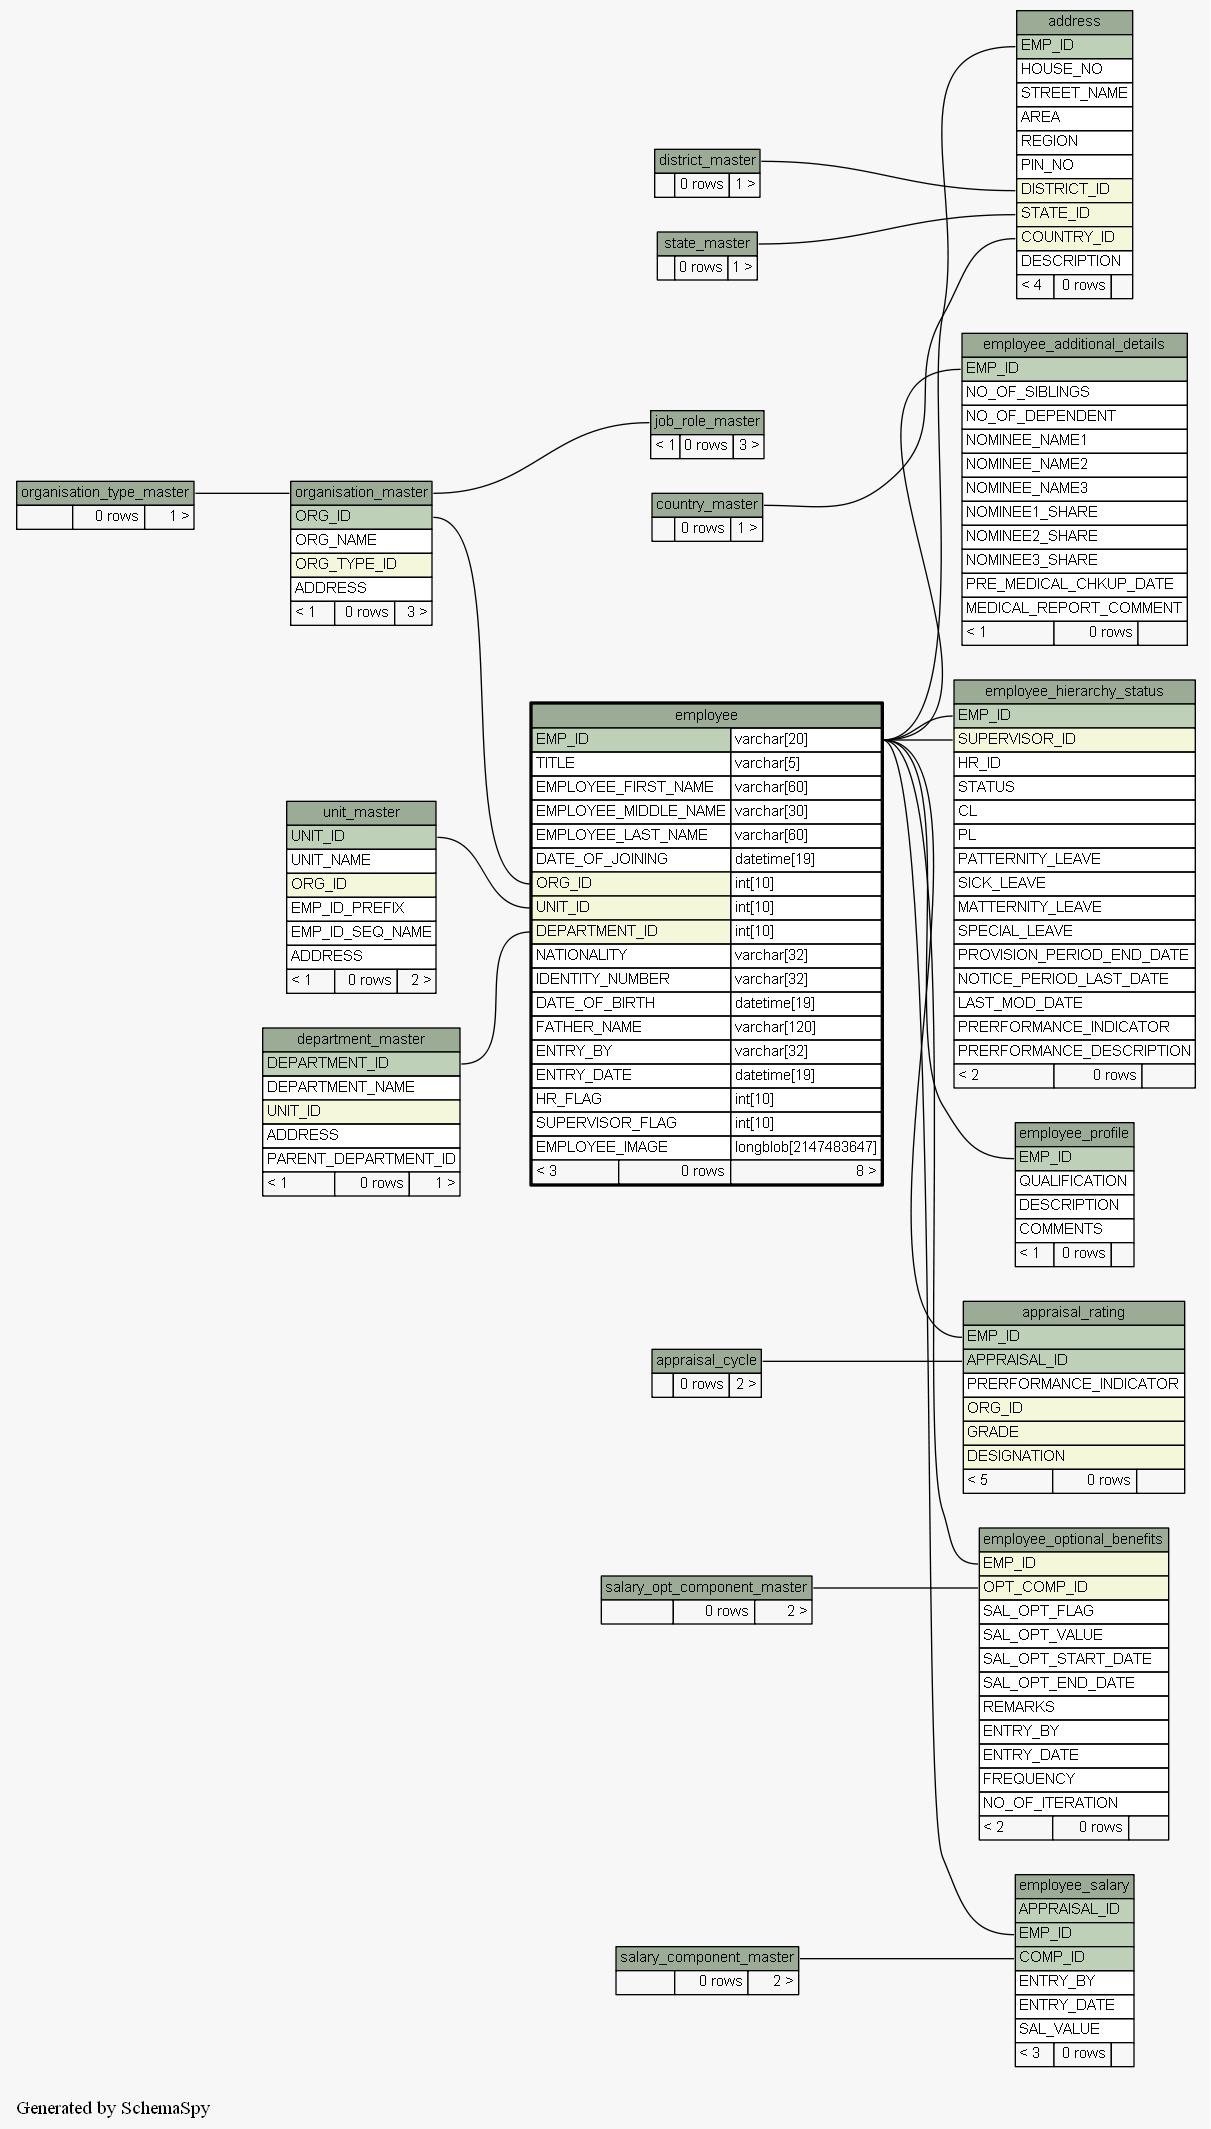 address
EMP_ID
HOUSE_NO
STREET_NAME
AREA
REGION
PIN_NO
DISTRICT_ID
STATE_ID
COUNTRY_ID
DESCRIPTION
< 4 0 rows
district_master
0 rows 1 >
state_master
0 rows 1 >
employee_additional_details
EMP_ID
NO_OF_SIBLINGS
NO_OF_DEPENDENT
NOMINEE_NAME1
NOMINEE_NAME2
NOMINEE_NAME3
NOMINEE1_SHARE
NOMINEE2_SHARE
NOMINEE3_SHARE
PRE_MEDICAL_CHKUP_DATE
MEDICAL_REPORT_COMMENT
< 1 0 rows
job_role_master
< 1 0 rows 3 >
country_master
0 rows 1 >
organisation_type_master
0 rows 1 >
organisation_master
ORG_ID
ORG_NAME
ORG_TYPE_ID
ADDRESS
< 1 0 rows 3 >
employee
EMP_ID varchar[20]
TITLE varchar[5]
EMPLOYEE_FIRST_NAME varchar[60]
EMPLOYEE_MIDDLE_NAME varchar[30]
EMPLOYEE_LAST_NAME varchar[60]
DATE_OF_JOINING datetime[19]
ORG_ID int[10]
UNIT_ID int[10]
DEPARTMENT_ID int[10]
NATIONALITY varchar[32]
IDENTITY_NUMBER varchar[32]
DATE_OF_BIRTH datetime[19]
FATHER_NAME varchar[120]
ENTRY_BY varchar[32]
ENTRY_DATE datetime[19]
HR_FLAG int[10]
SUPERVISOR_FLAG int[10]
EMPLOYEE_IMAGE longblob[2147483647]
< 3 0 rows 8 >
unit_master
UNIT_ID
UNIT_NAME
ORG_ID
EMP_ID_PREFIX
EMP_ID_SEQ_NAME
ADDRESS
< 1 0 rows 2 >
department_master
DEPARTMENT_ID
DEPARTMENT_NAME
UNIT_ID
ADDRESS
PARENT_DEPARTMENT_ID
< 1 0 rows 1 >
employee_hierarchy_status
EMP_ID
SUPERVISOR_ID
HR_ID
STATUS
CL
PL
PATTERNITY_LEAVE
SICK_LEAVE
MATTERNITY_LEAVE
SPECIAL_LEAVE
PROVISION_PERIOD_END_DATE
NOTICE_PERIOD_LAST_DATE
LAST_MOD_DATE
PRERFORMANCE_INDICATOR
PRERFORMANCE_DESCRIPTION
< 2 0 rows
employee_profile
EMP_ID
QUALIFICATION
DESCRIPTION
COMMENTS
< 1 0 rows
appraisal_rating
EMP_ID
APPRAISAL_ID
PRERFORMANCE_INDICATOR
ORG_ID
GRADE
DESIGNATION
< 5 0 rows
appraisal_cycle
0 rows 2 >
employee_optional_benefits
EMP_ID
OPT_COMP_ID
SAL_OPT_FLAG
SAL_OPT_VALUE
SAL_OPT_START_DATE
SAL_OPT_END_DATE
REMARKS
ENTRY_BY
ENTRY_DATE
FREQUENCY
NO_OF_ITERATION
< 2 0 rows
salary_opt_component_master
0 rows 2 >
employee_salary
APPRAISAL_ID
EMP_ID
COMP_ID
ENTRY_BY
ENTRY_DATE
SAL_VALUE
< 3 0 rows
salary_component_master
0 rows 2 >
Generated by SchemaSpy